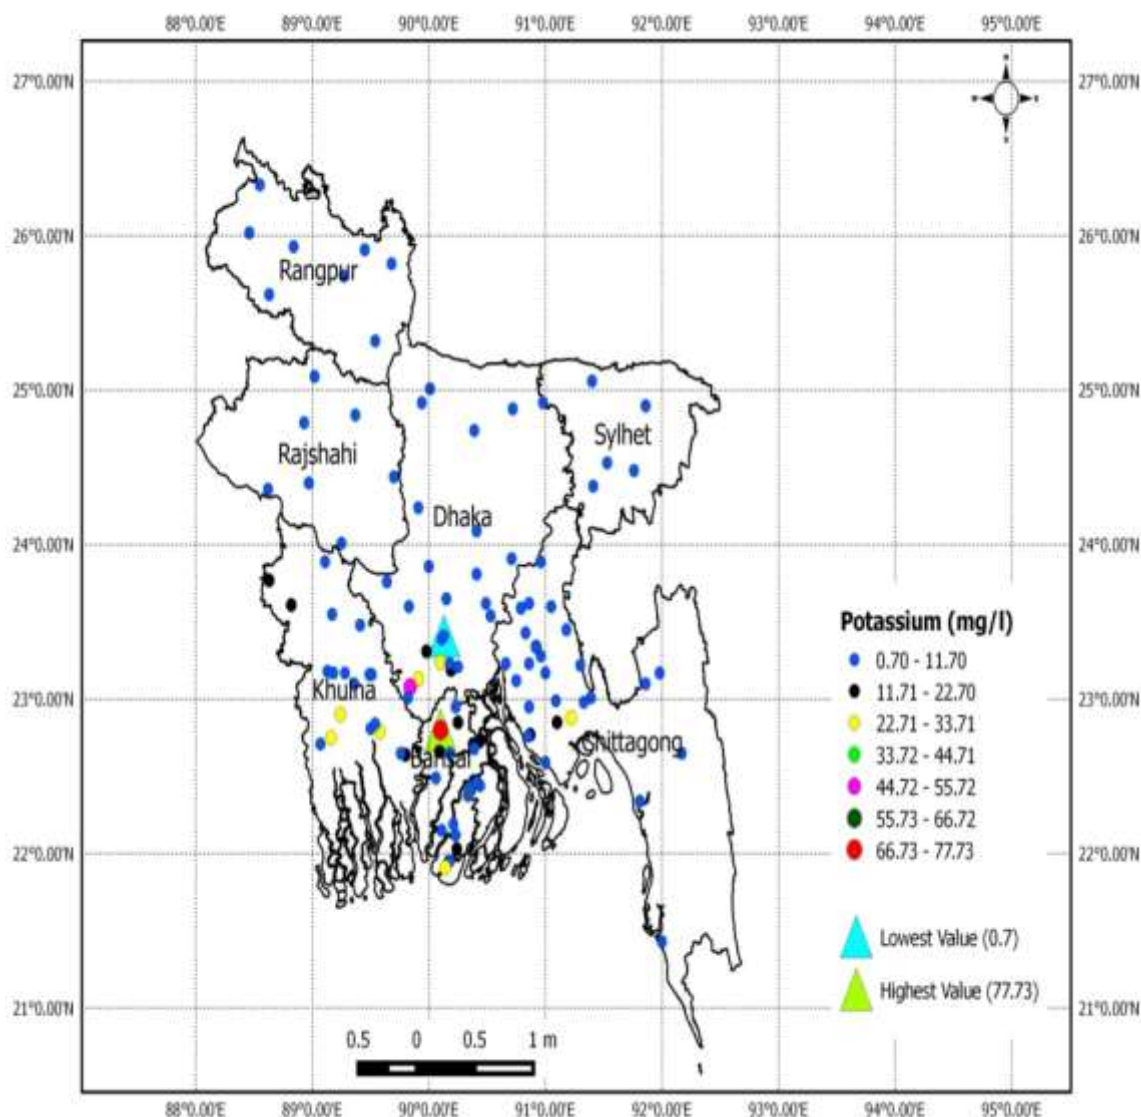 88°0.00'E 89°0.00'E 90°0.00'E 91°0.00'E 92°0.00'E 93°0.00'E 94°0.00'E 95°0.00'E
27°0.00'N 27°0.00'N
26°0.00'N 26°0.00'N
Rangpur
25°0.00'N 25°0.00'N
Sylhet
Rajshahi
Dhaka
24°0.00'N 24°0.00'N
Potassium (mg/l)
0.70 - 11.70
11.71 - 22.70
22.71 - 33.71
33.72 - 44.71
44.72 - 55.72
55.73 - 66.72
66.73 - 77.73
Khulna
23°0.00'N 23°0.00'N
Chittagong
Barisal
22°0.00'N 22°0.00'N
Lowest Value (0.7)
Highest Value (77.73)
21°0.00'N 21°0.00'N
0.5 0 0.5 1 m
88°0.00'E 89°0.00'E 90°0.00'E 91°0.00'E 92°0.00'E 93°0.00'E 94°0.00'E 95°0.00'E